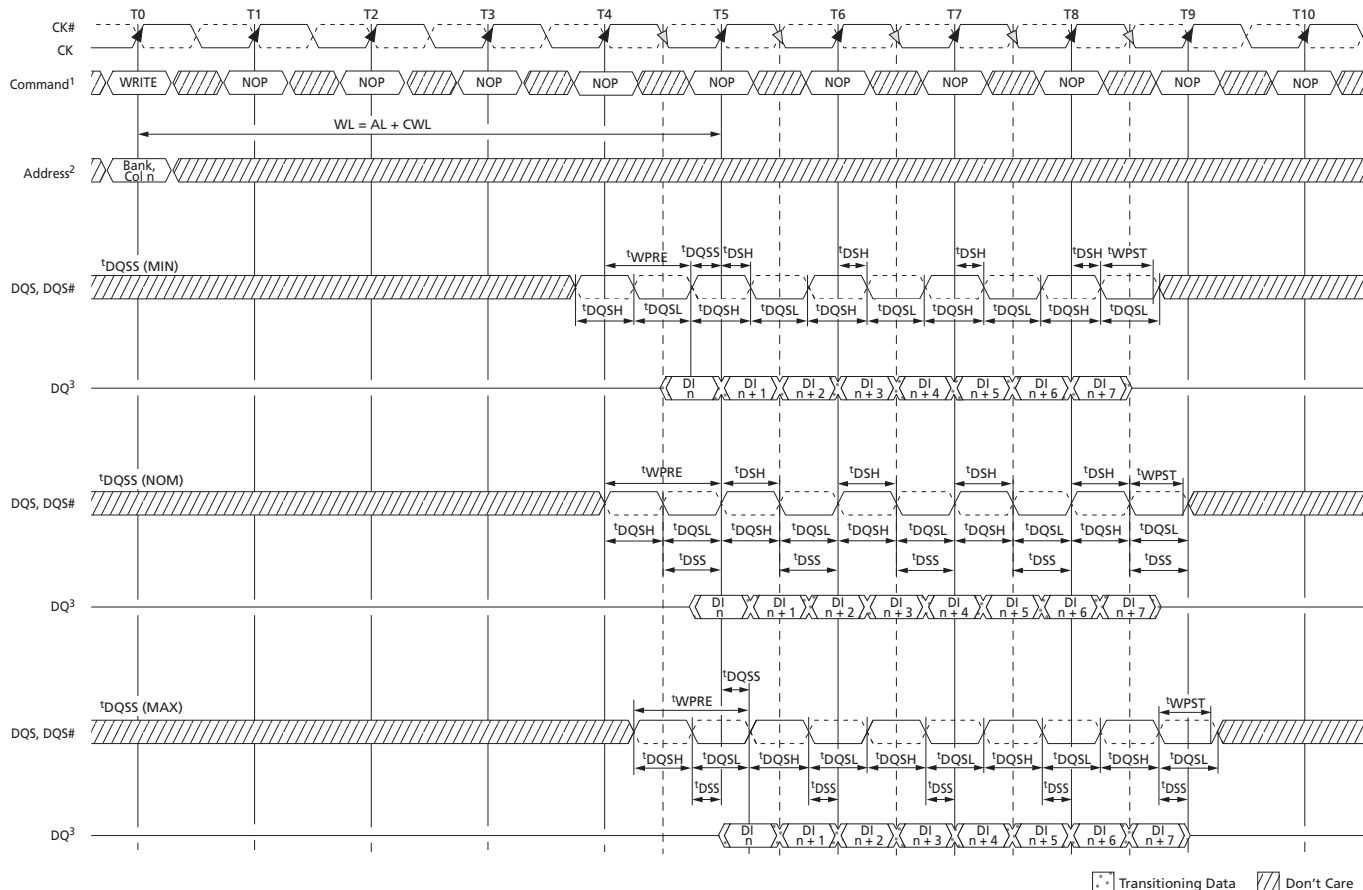 T0 T1 T2 T3 T4 T5 T6 T7 T8 T9 T10
CK#
CK
Command1 WRITE NOP NOP NOP NOP NOP NOP NOP NOP NOP NOP
WL = AL + CWL
Address2 Bank, Col n
tDQSS (MIN) tWPRE tDQSS tDSH tDSH tDSH tDSH tWPST
DQS, DQS#
tDQSH tDQSL tDQSH tDQSL tDQSH tDQSL tDQSH tDQSL tDQSH tDQSL
DQ3 DI n DI n + 1 DI n + 2 DI n + 3 DI n + 4 DI n + 5 DI n + 6 DI n + 7
tDQSS (NOM) tWPRE tDSH tDSH tDSH tDSH tWPST
DQS, DQS#
tDQSH tDQSL tDQSH tDQSL tDQSH tDQSL tDQSH tDQSL tDQSH tDQSL
tDSS tDSS tDSS tDSS tDSS
DQ3 DI n DI n + 1 DI n + 2 DI n + 3 DI n + 4 DI n + 5 DI n + 6 DI n + 7
tDQSS
tDQSS (MAX) tWPRE tWPST
DQS, DQS#
tDQSH tDQSL tDQSH tDQSL tDQSH tDQSL tDQSH tDQSL tDQSH tDQSL
tDSS tDSS tDSS tDSS tDSS
DQ3 DI n DI n + 1 DI n + 2 DI n + 3 DI n + 4 DI n + 5 DI n + 6 DI n + 7
Transitioning Data Don't Care